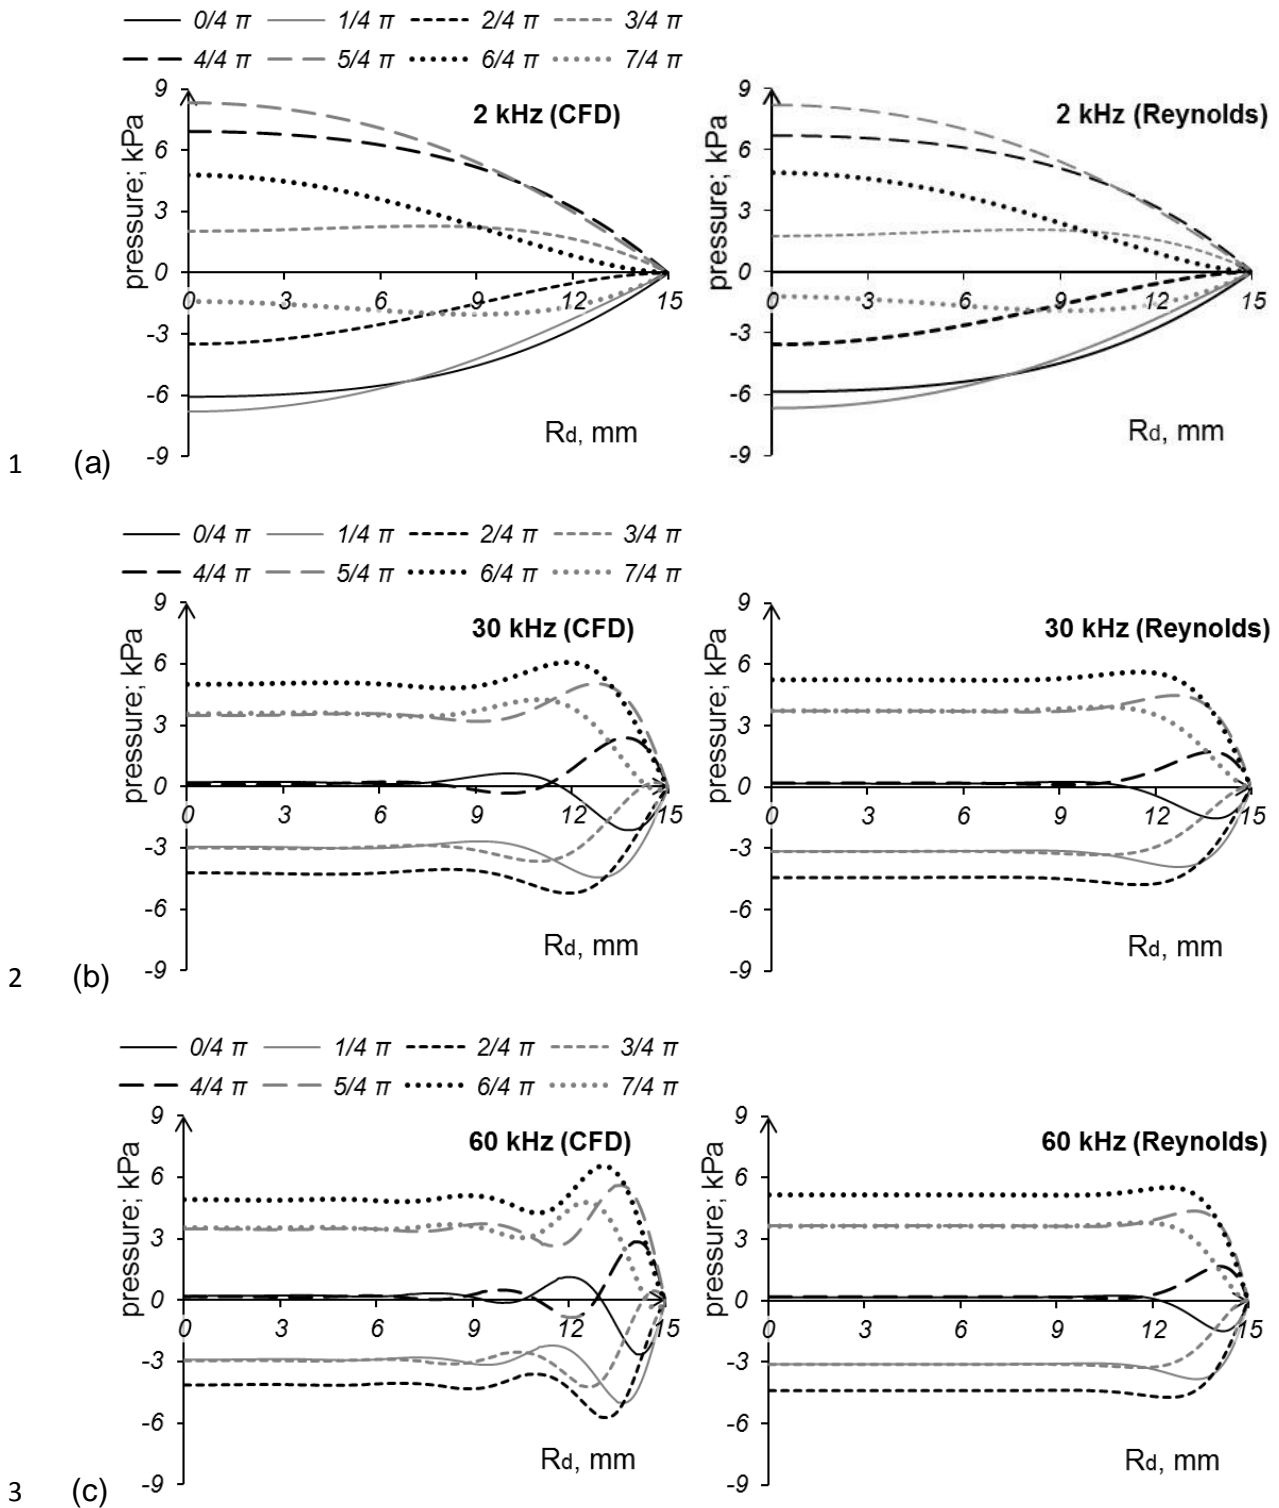 0/4 π 1/4 π 2/4 π 3/4 π
4/4 π 5/4 π 6/4 π 7/4 π
2 kHz (CFD)
pressure; kPa
9
6
3
0
-3
-6
-9
0 3 6 9 12 15
Rd, mm
2 kHz (Reynolds)
pressure; kPa
9
6
3
0
-3
-6
-9
0 3 6 9 12 15
Rd, mm
1 (a)
0/4 π 1/4 π 2/4 π 3/4 π
4/4 π 5/4 π 6/4 π 7/4 π
30 kHz (CFD)
pressure; kPa
9
6
3
0
-3
-6
-9
0 3 6 9 12 15
Rd, mm
30 kHz (Reynolds)
pressure; kPa
9
6
3
0
-3
-6
-9
0 3 6 9 12 15
Rd, mm
2 (b)
0/4 π 1/4 π 2/4 π 3/4 π
4/4 π 5/4 π 6/4 π 7/4 π
60 kHz (CFD)
pressure; kPa
9
6
3
0
-3
-6
-9
0 3 6 9 12 15
Rd, mm
60 kHz (Reynolds)
pressure; kPa
9
6
3
0
-3
-6
-9
0 3 6 9 12 15
Rd, mm
3 (c)